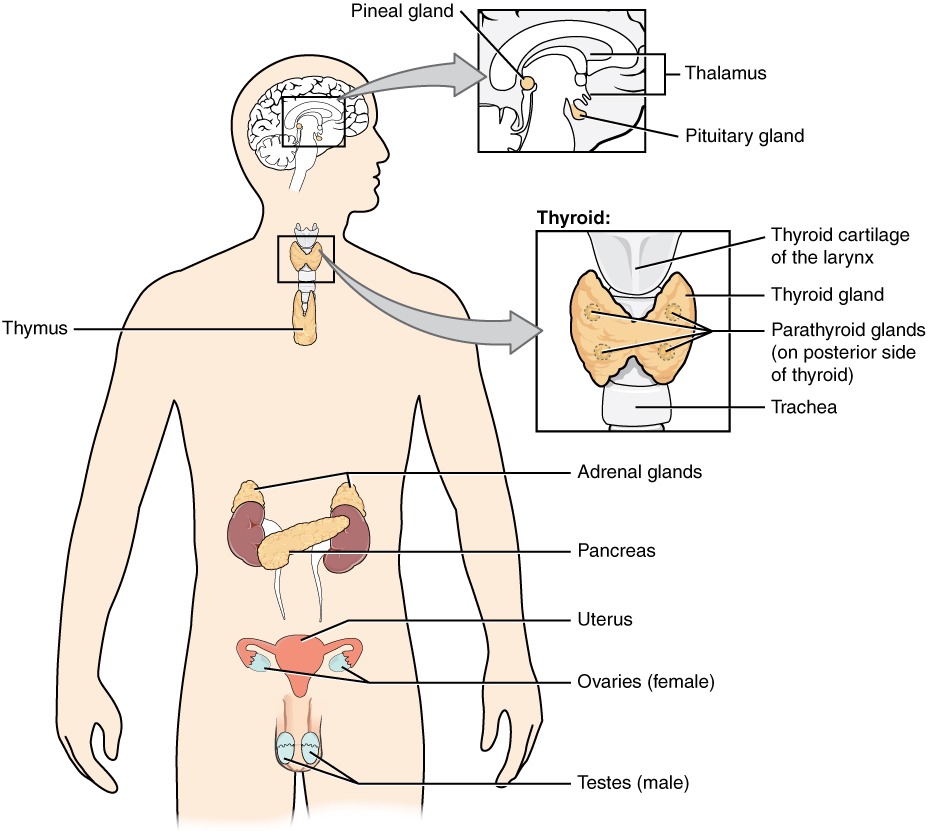 Pineal gland
Thalamus
Pituitary gland
Thyroid:
Thyroid cartilage
of the larynx
Thyroid gland
Parathyroid glands
(on posterior side
of thyroid)
Trachea
Thymus
Adrenal glands
Pancreas
Uterus
Ovaries (female)
Testes (male)